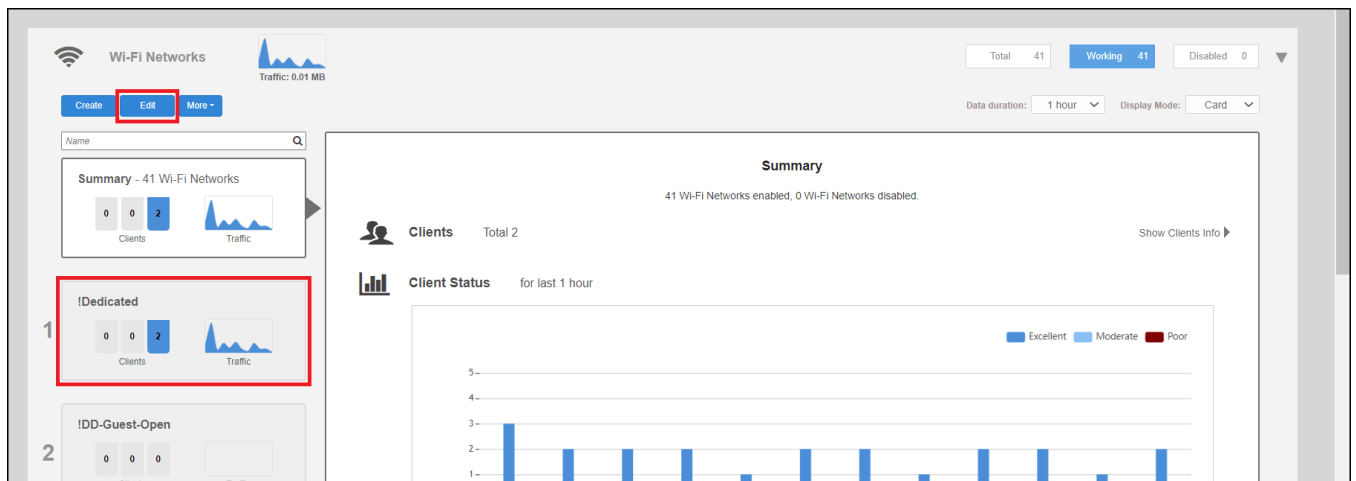 Wi-Fi Networks
Traffic: 0.01 MB
Total 41 Working 41 Disabled 0
Create Edit More
Data duration: 1 hour Display Mode: Card
Name
Summary - 41 Wi-Fi Networks
0 0 2
Clients Traffic
1
!Dedicated
0 0 2
Clients Traffic
2
!DD-Guest-Open
0 0 0
Summary
41 Wi-Fi Networks enabled, 0 Wi-Fi Networks disabled.
Clients Total 2 Show Clients Info
Client Status for last 1 hour
Excellent Moderate Poor
5
4
3
2
1